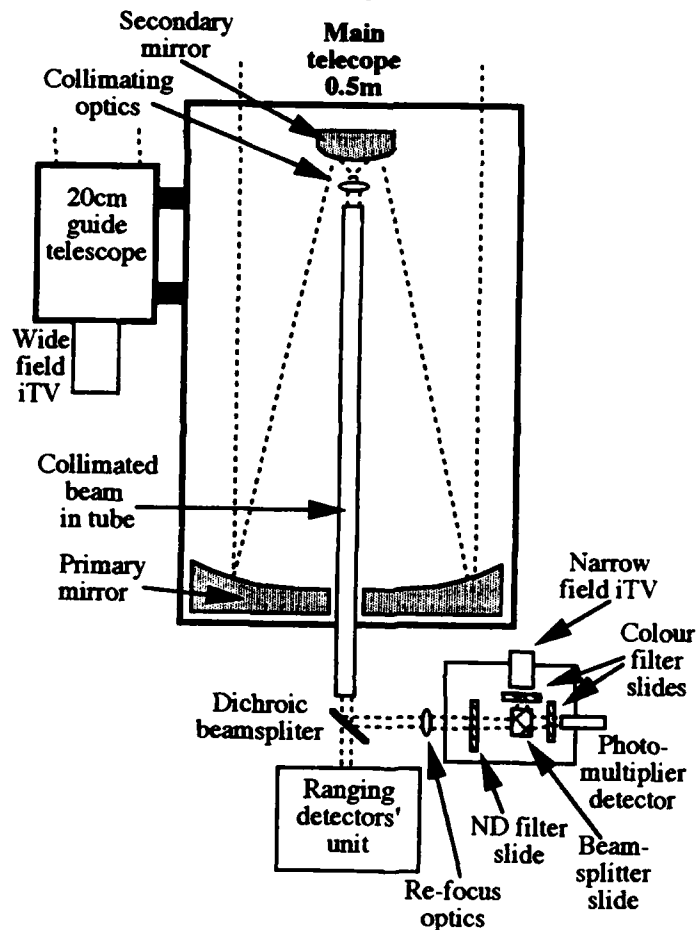 Secondary
mirror
Main
telecope
0.5m
Collimating
optics
20cm
guide
telescope
Wide
field
iTV
Collimated
beam
in tube
Primary
mirror
Narrow
field iTV
Colour
filter
slides
Dichroic
beamspliter
Photo-
multiplier
detector
Ranging
detectors'
unit
ND filter
slide
Beam-
splitter
slide
Re-focus
optics